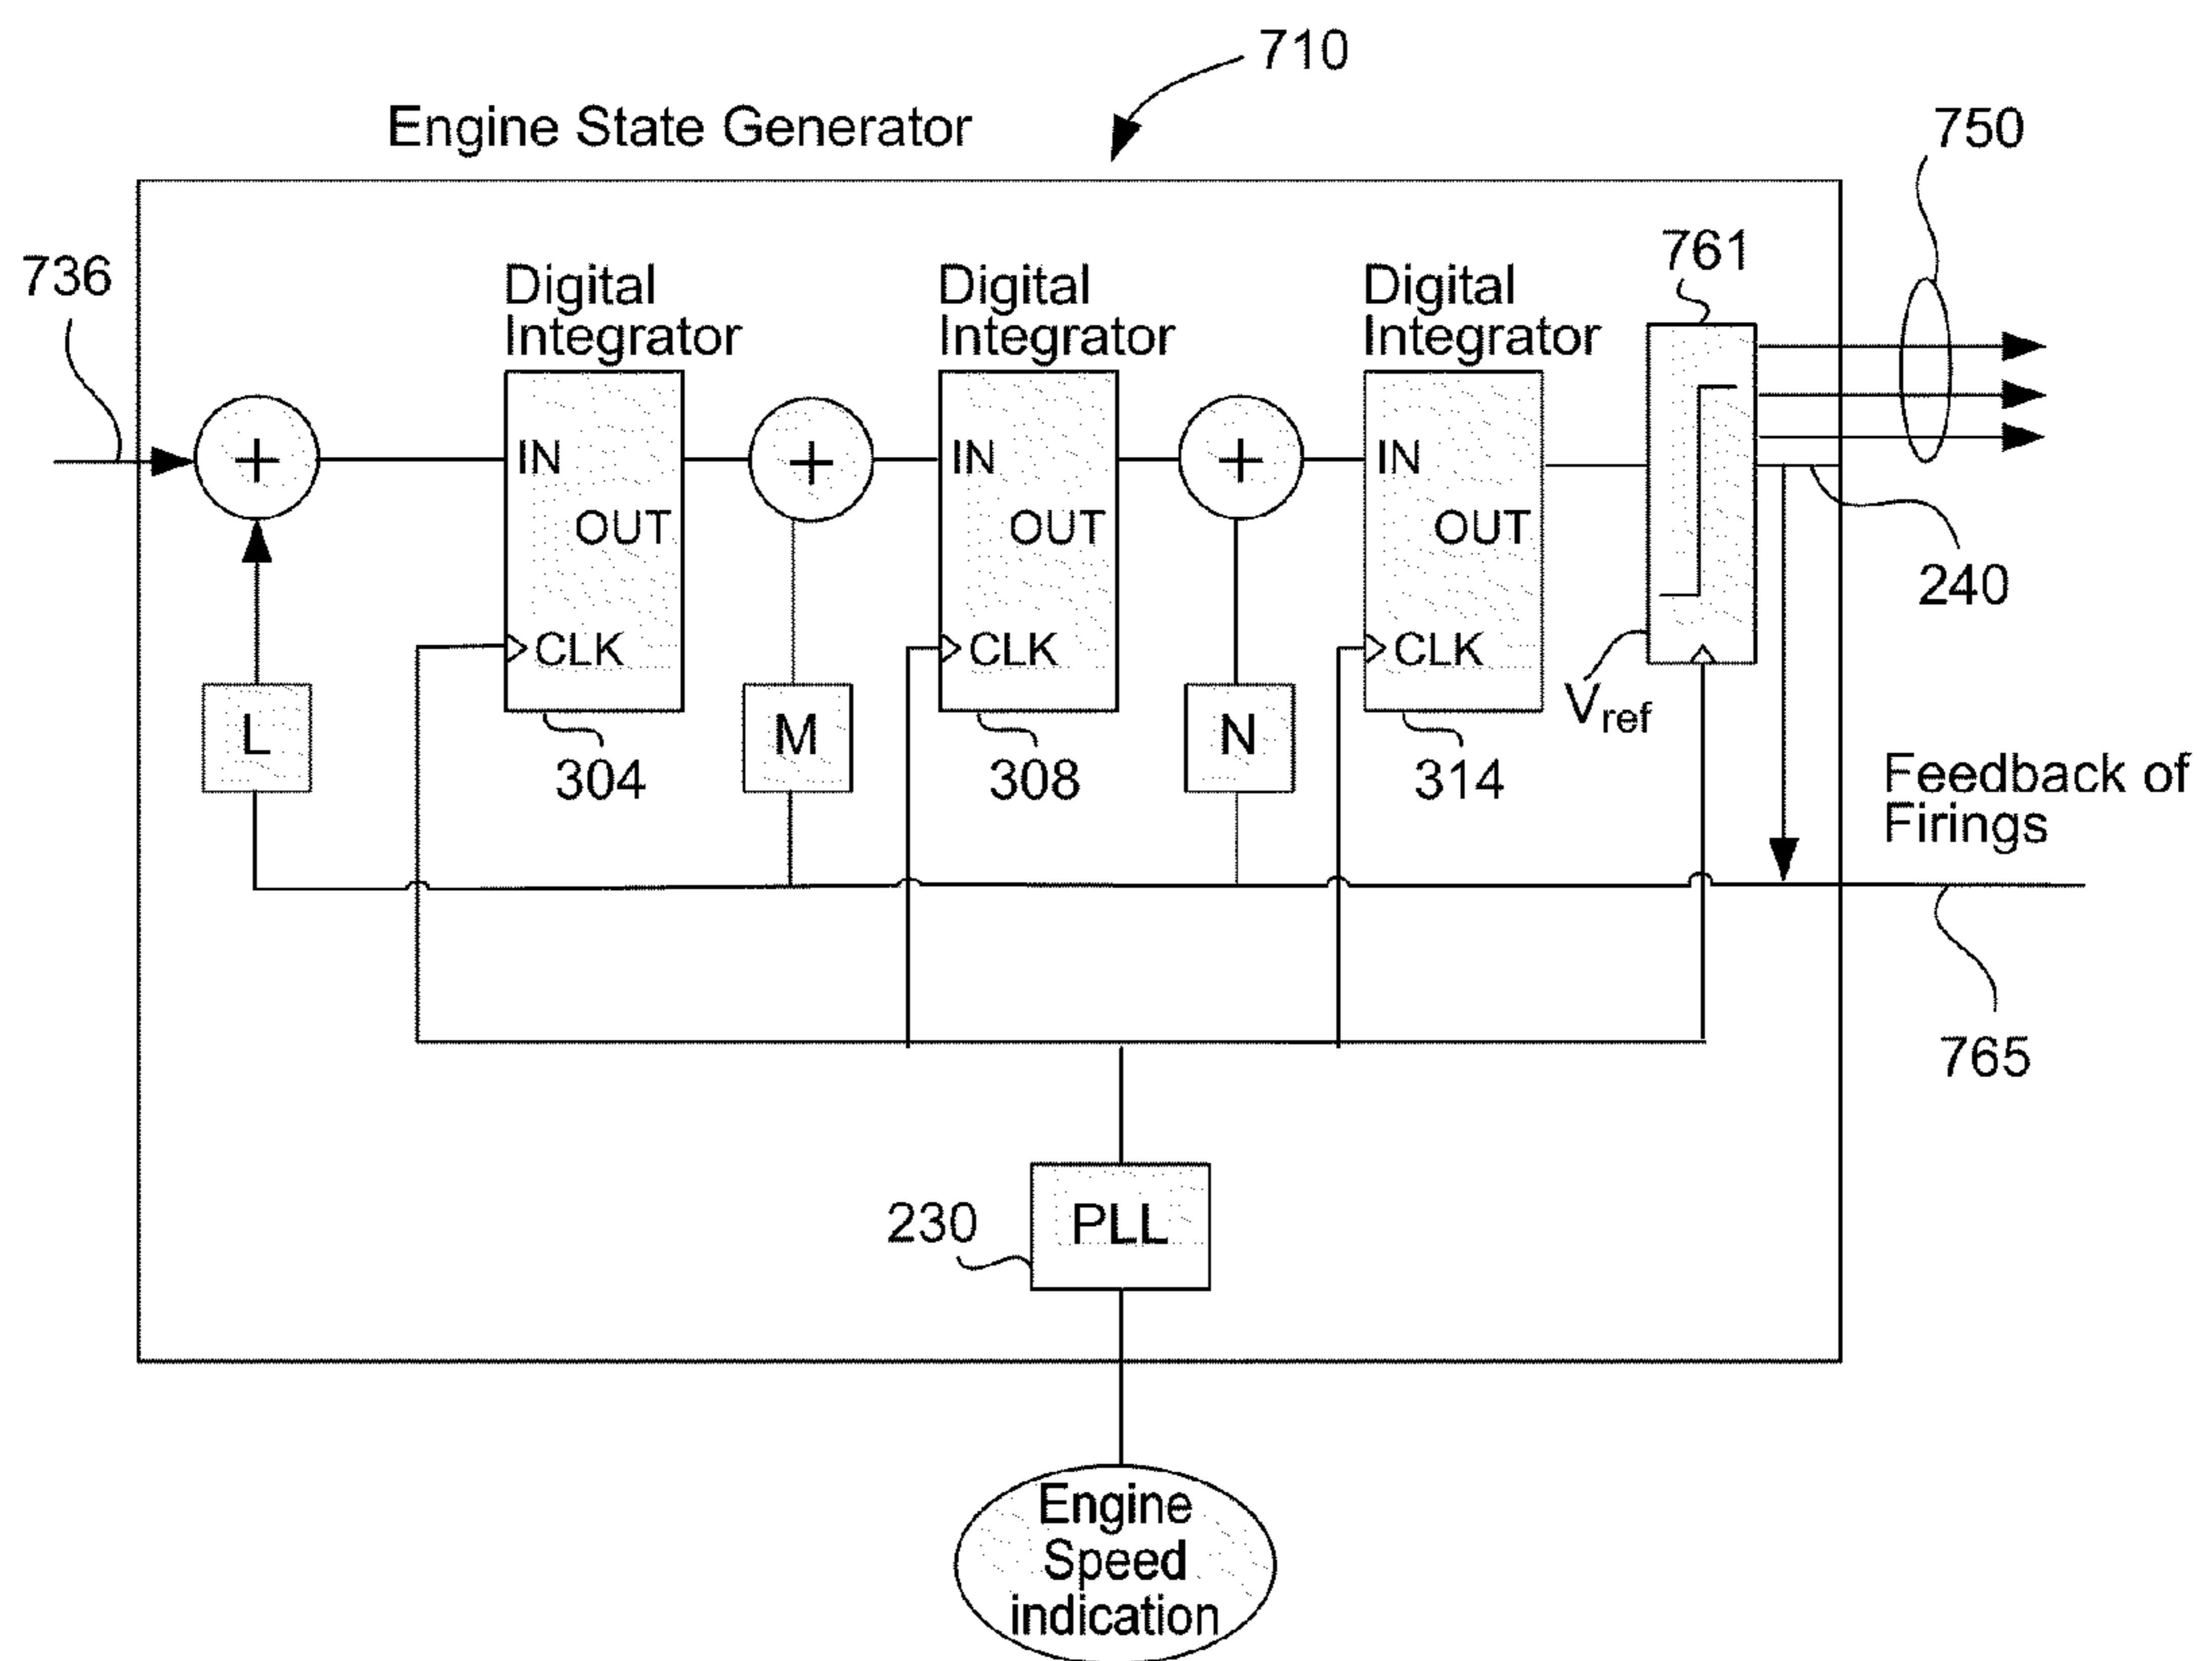 710
Engine State Generator
750
736
Digital
Integrator
Digital
Integrator
Digital
Integrator
761
+
+
+
IN
OUT
CLK
IN
OUT
CLK
IN
OUT
CLK
240
Vref
L
M
N
304
308
314
Feedback of
Firings
765
230
PLL
Engine
Speed
indication